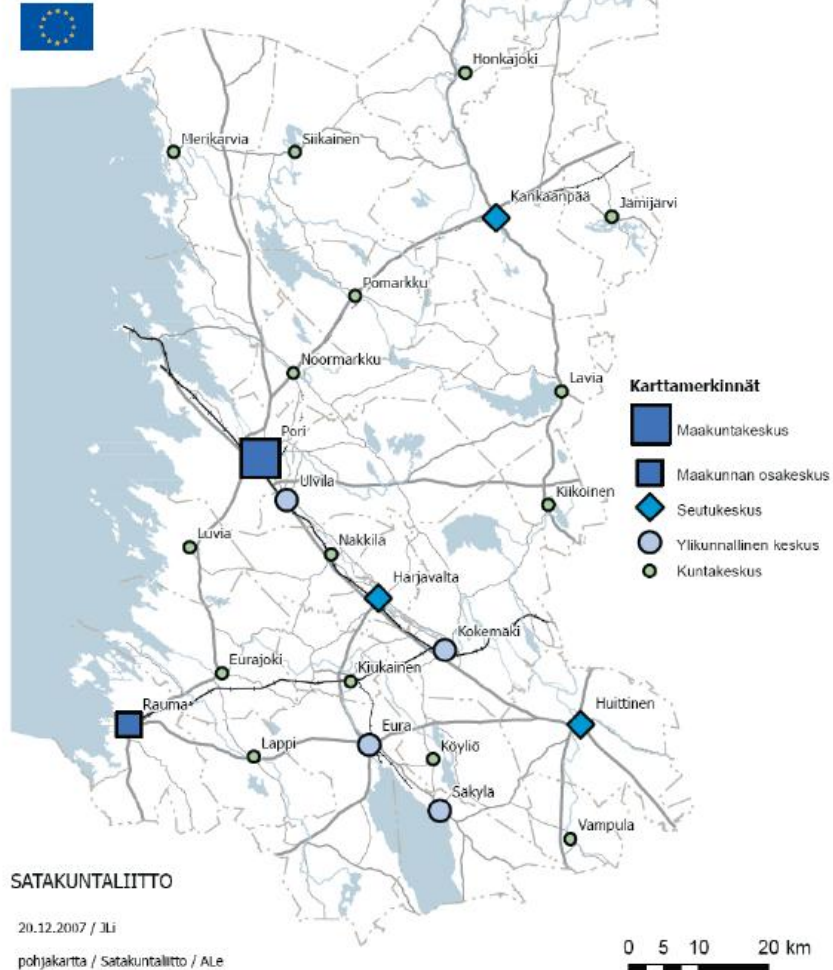 Honkajoki
Merikarvia
Siikainen
Kankaanpää
Jämijärvi
Pomarkku
Noormarkku
Lavia
Karttamerkinnät
Pori
Maakuntakeskus
Maakunnan osakeskus
Ulvila
Kiikoinen
Seutukeskus
Luvia
Nakkila
Ylikunnallinen keskus
Kuntakeskus
Harjavalta
Kokemäki
Eurajoki
Kiukainen
Rauma
Huittinen
Eura
Lappi
Köyliö
Säkylä
Vampula
SATAKUNTALIITTO
20.12.2007 / JLi
pohjakartta / Satakuntaliitto / ALe
0 5 10 20 km